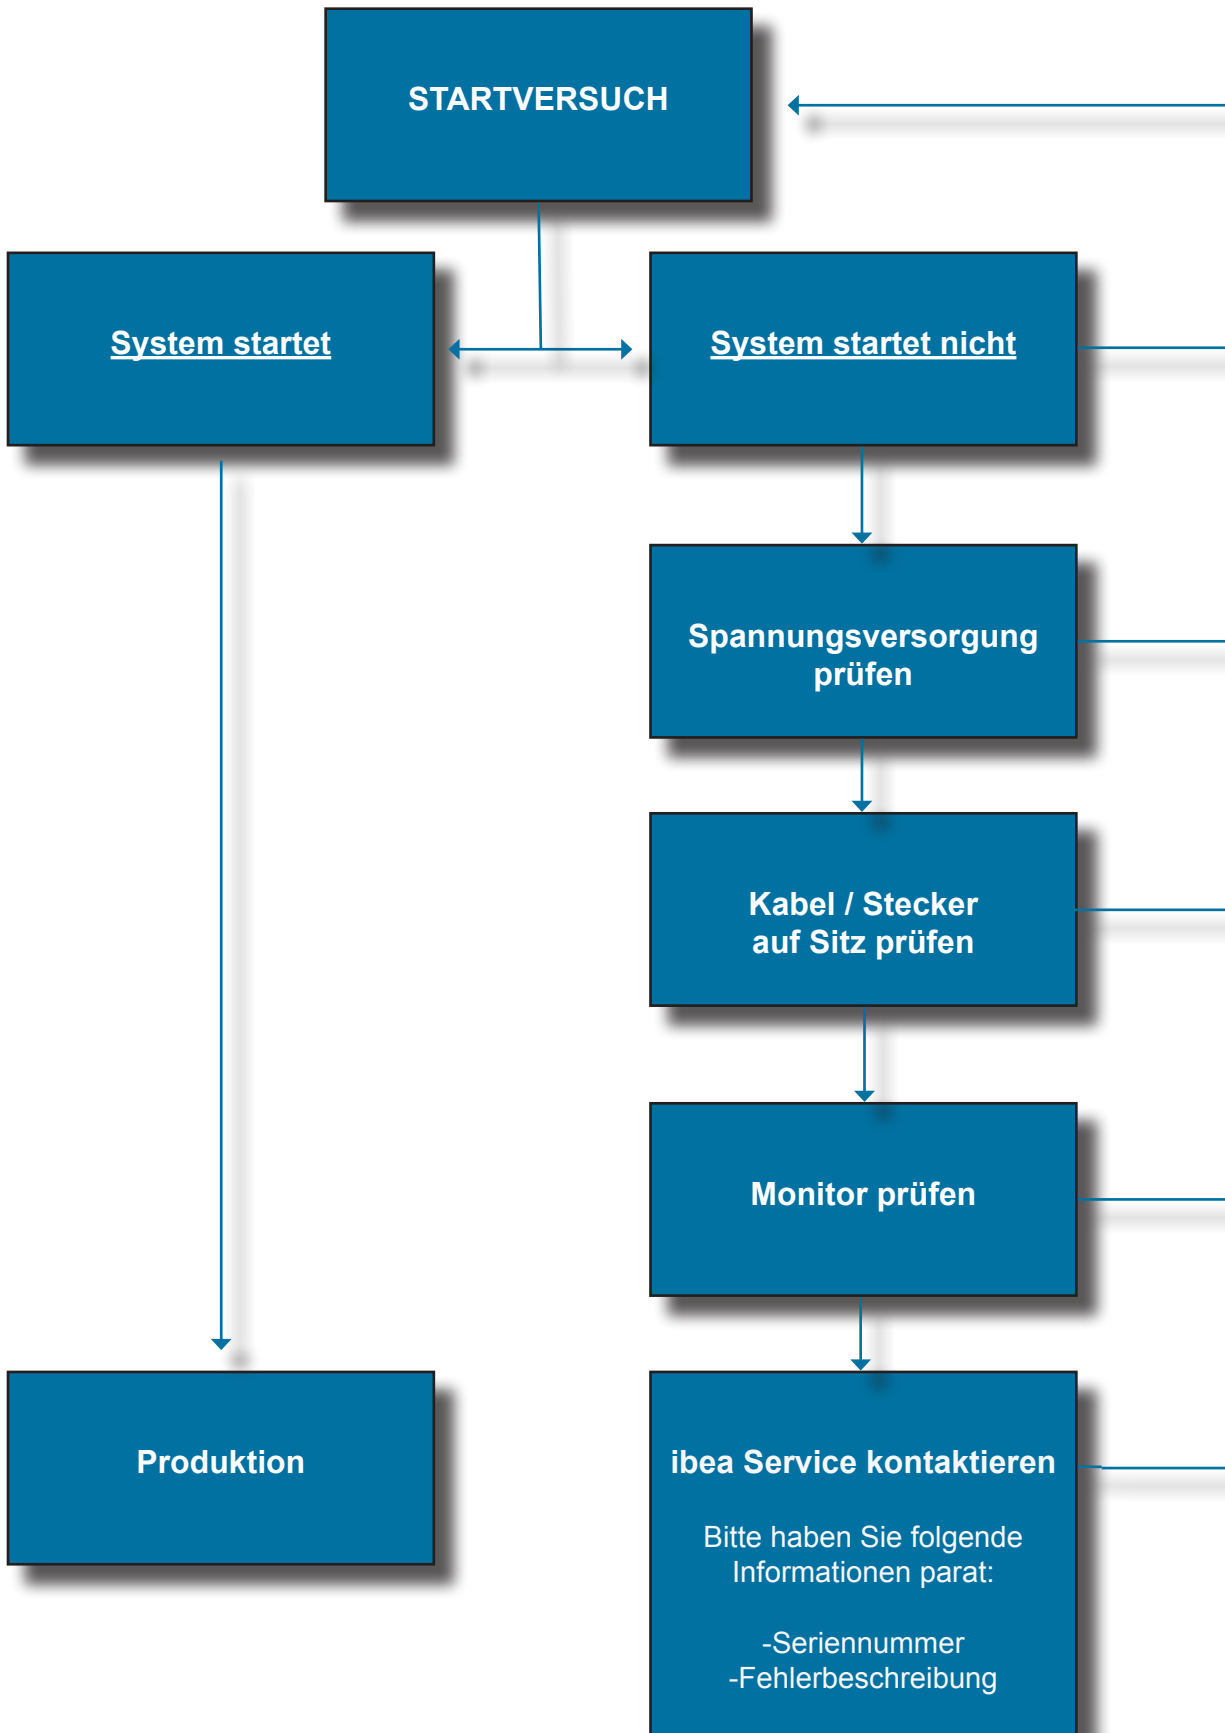 STARTVERSUCH
System startet
System startet nicht
Spannungsversorgung
prüfen
Kabel / Stecker
auf Sitz prüfen
Monitor prüfen
Produktion
ibea Service kontaktieren
Bitte haben Sie folgende
Informationen parat:
-Seriennummer
-Fehlerbeschreibung